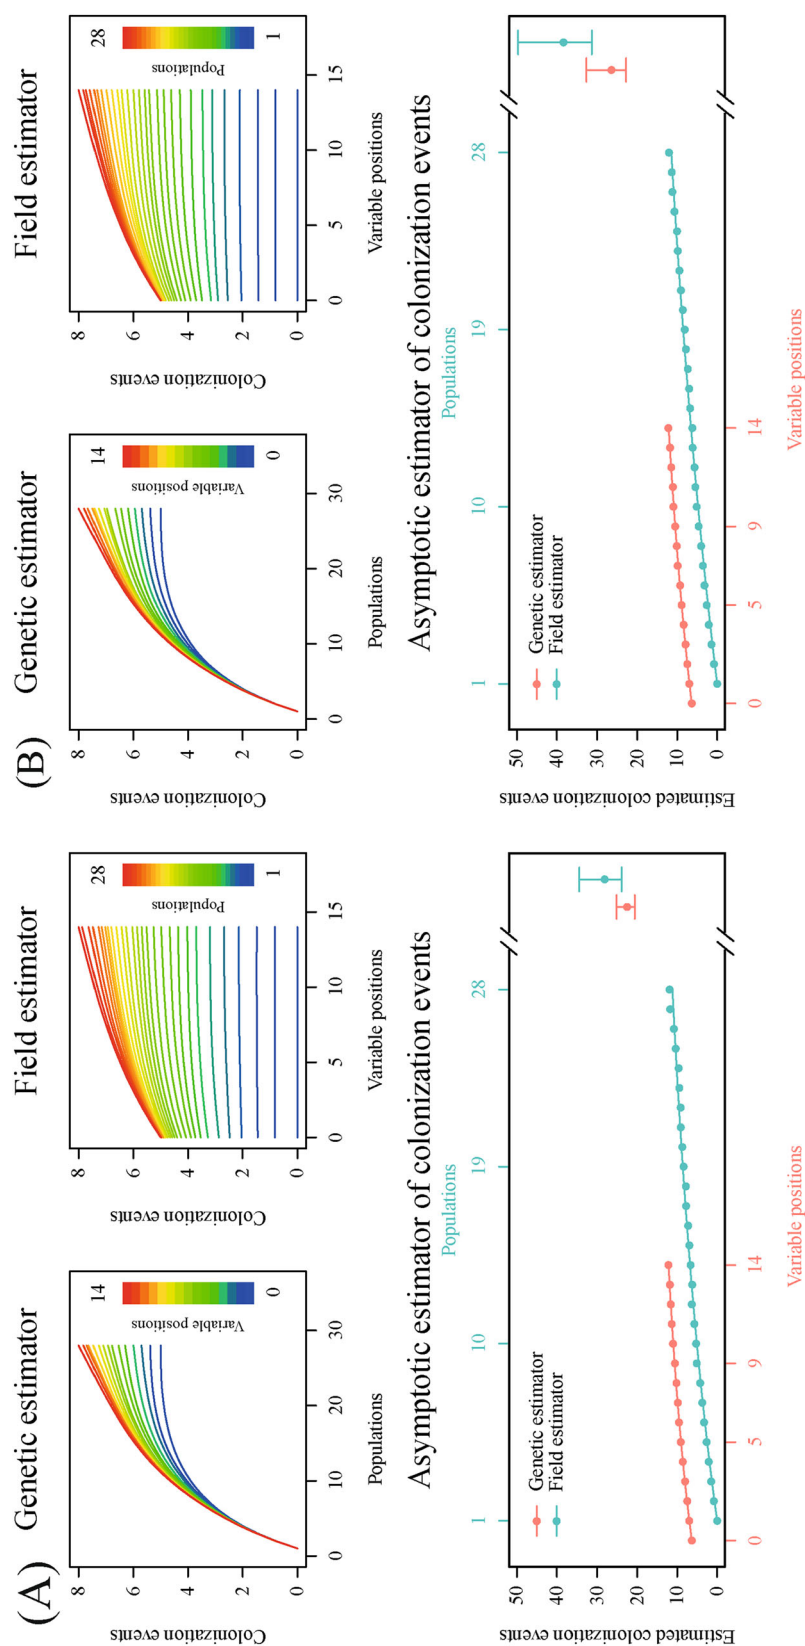 (A)
Genetic estimator
Colonization events
0
2
4
6
8
0
10
20
30
Populations
14
Variable positions
0
Field estimator
Colonization events
0
2
4
6
8
0
5
10
15
Variable positions
28
Populations
1
Asymptotic estimator of colonization events
Populations
1
10
19
28
Estimated colonization events
0
10
20
30
40
50
Genetic estimator
Field estimator
0
5
9
14
Variable positions
(B)
Genetic estimator
Colonization events
0
2
4
6
8
0
10
20
30
Populations
14
Variable positions
0
Field estimator
Colonization events
0
2
4
6
8
0
5
10
15
Variable positions
28
Populations
1
Asymptotic estimator of colonization events
Populations
1
10
19
28
Estimated colonization events
0
10
20
30
40
50
Genetic estimator
Field estimator
0
5
9
14
Variable positions